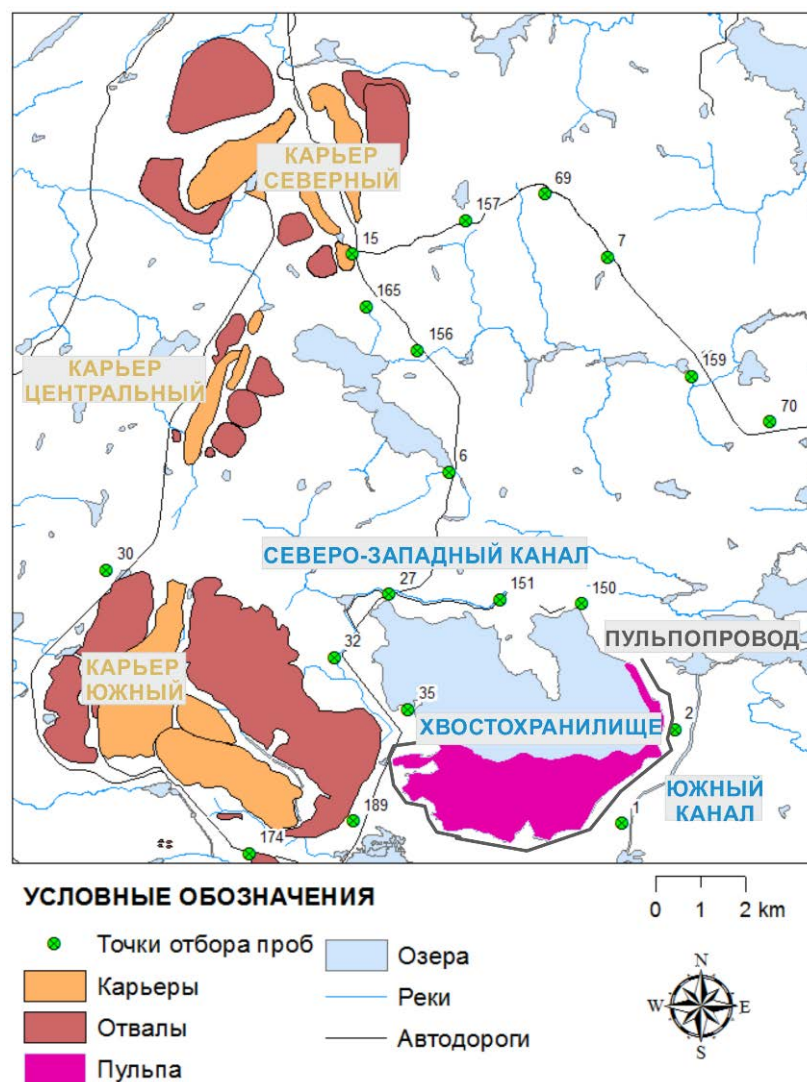 КАРЬЕР
СЕВЕРНЫЙ
69
157
7
15
165
156
159
КАРЬЕР
ЦЕНТРАЛЬНЫЙ
70
6
30
СЕВЕРО-ЗАПАДНЫЙ КАНАЛ
27
151
150
ПУЛЬПОПРОВОД
32
КАРЬЕР
ЮЖНЫЙ
35
ХВОСТОХРАНИЛИЩЕ
2
ЮЖНЫЙ
КАНАЛ
189
1
174
УСЛОВНЫЕ ОБОЗНАЧЕНИЯ
0 1 2 km
Точки отбора проб
Карьеры
Отвалы
Пульпа
Озера
Реки
Автодороги
N
W E
S